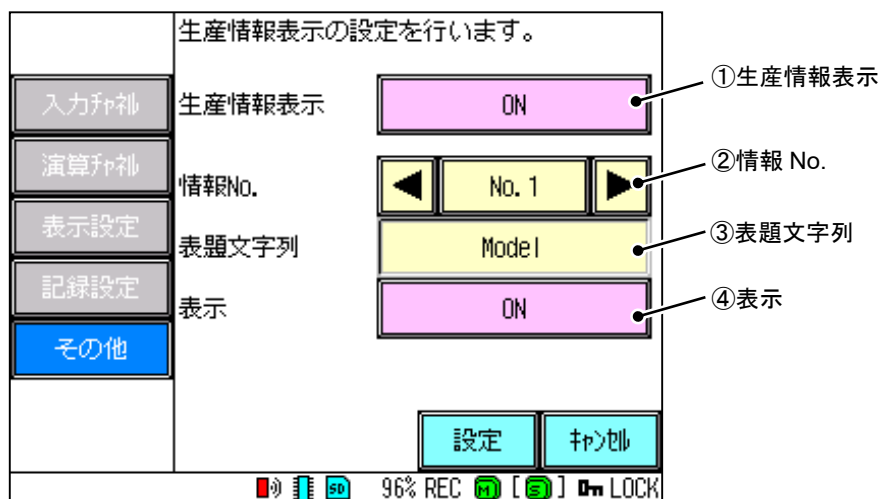 生産情報表示の設定を行います。
入力ﾁｬﾈﾙ
生産情報表示
ON
①生産情報表示
演算ﾁｬﾈﾙ
情報No.
No. 1
②情報 No.
表示設定
表題文字列
Model
③表題文字列
記録設定
表示
ON
④表示
その他
設定
ｷｬﾝｾﾙ
SD 96% REC M [S] LOCK